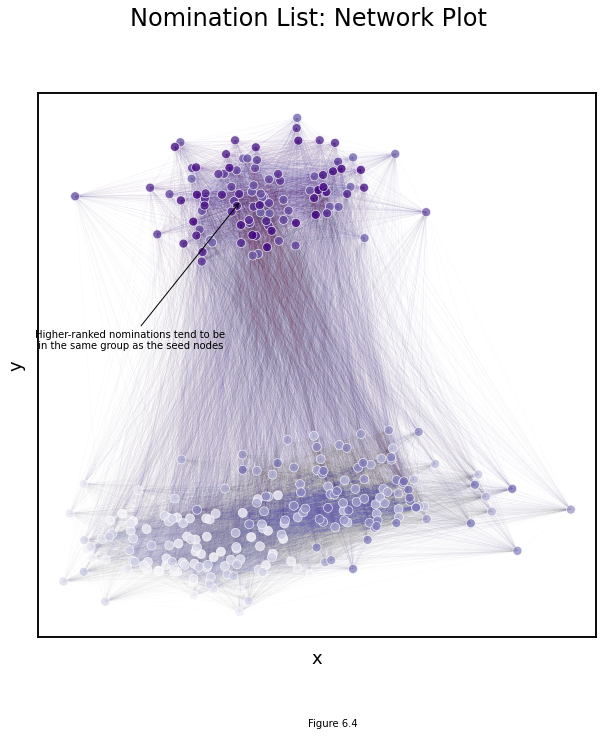 Nomination List: Network Plot
Higher-ranked nominations tend to be
in the same group as the seed nodes
y
x
Figure 6.4